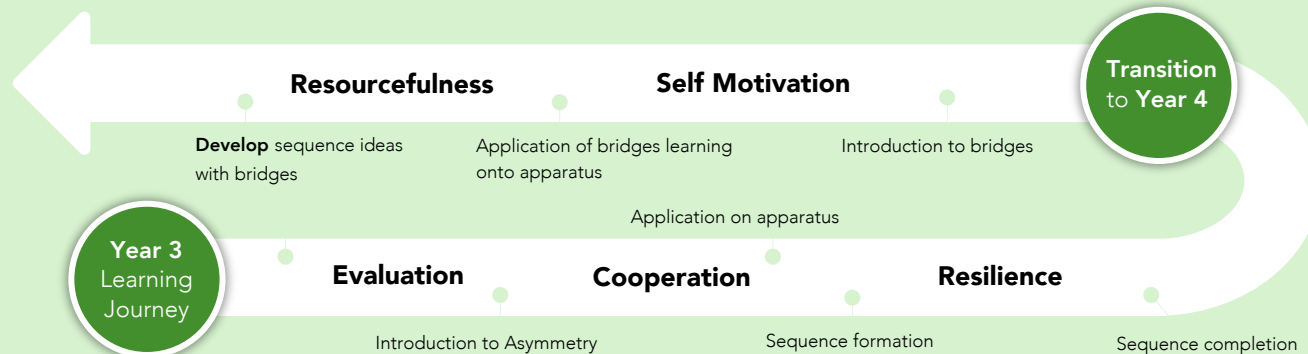 Resourcefulness
Self Motivation
Transition
to Year 4
Develop sequence ideas
with bridges
Application of bridges learning
onto apparatus
Introduction to bridges
Application on apparatus
Year 3
Learning
Journey
Evaluation
Cooperation
Resilience
Introduction to Asymmetry
Sequence formation
Sequence completion